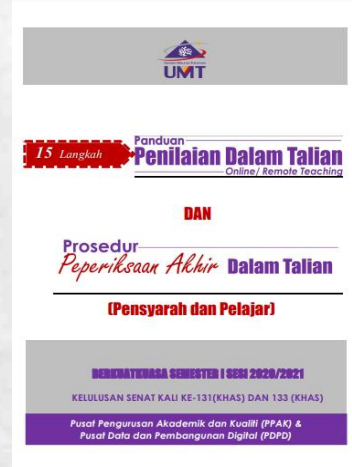 UMT
15 Langkah
Panduan
Penilaian Dalam Talian
Online/ Remote Teaching
DAN
Prosedur
Peperiksaan Akhir Dalam Talian
(Pensyarah dan Pelajar)
BERKUATKUASA SEMESTER I SESI 2020/2021
KELULUSAN SENAT KALI KE-131(KHAS) DAN 133 (KHAS)
Pusat Pengurusan Akademik dan Kualiti (PPAK) &
Pusat Data dan Pembangunan Digital (PDPD)